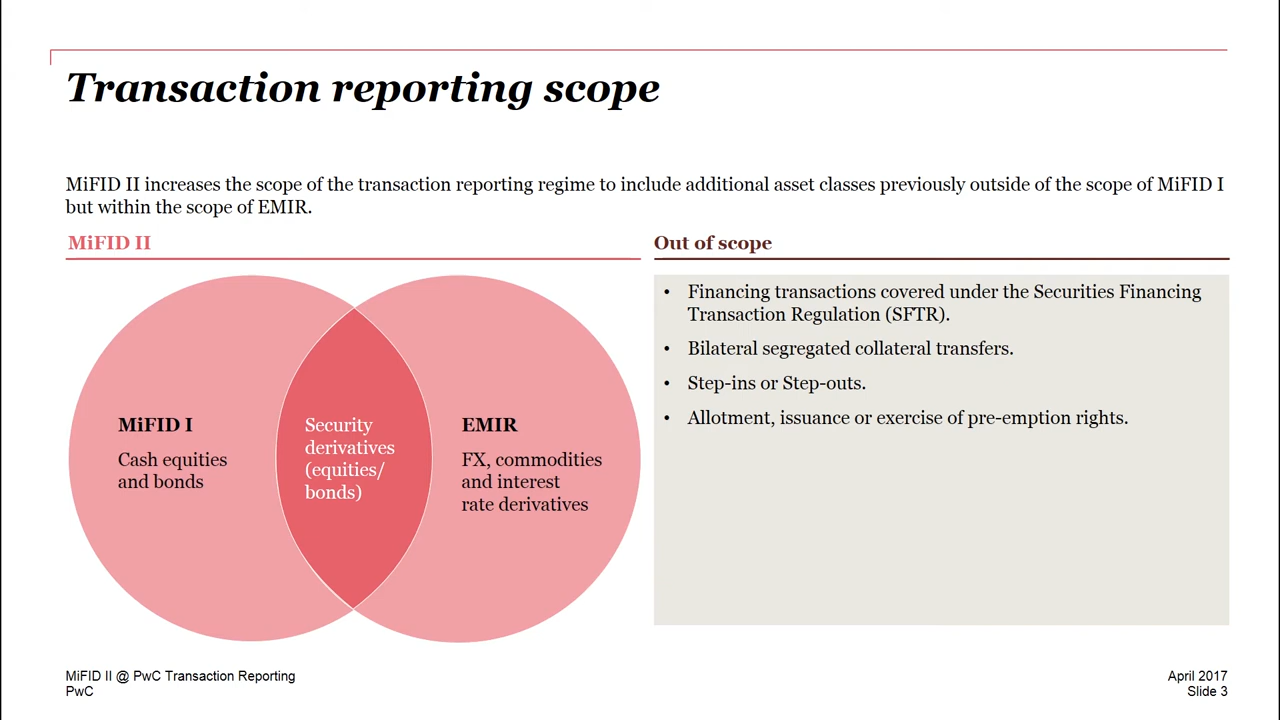 Transaction reporting scope
MiFID II increases the scope of the transaction reporting regime to include additional asset classes previously outside of the scope of MiFID I
but within the scope of EMIR.
MiFID II
MiFID I
Cash equities
and bonds
Security
derivatives
(equities/
bonds)
EMIR
FX, commodities
and interest
rate derivatives
Out of scope
• Financing transactions covered under the Securities Financing
Transaction Regulation (SFTR).
• Bilateral segregated collateral transfers.
• Step-ins or Step-outs.
• Allotment, issuance or exercise of pre-emption rights.
MiFID II @ PwC Transaction Reporting
PwC
April 2017
Slide 3